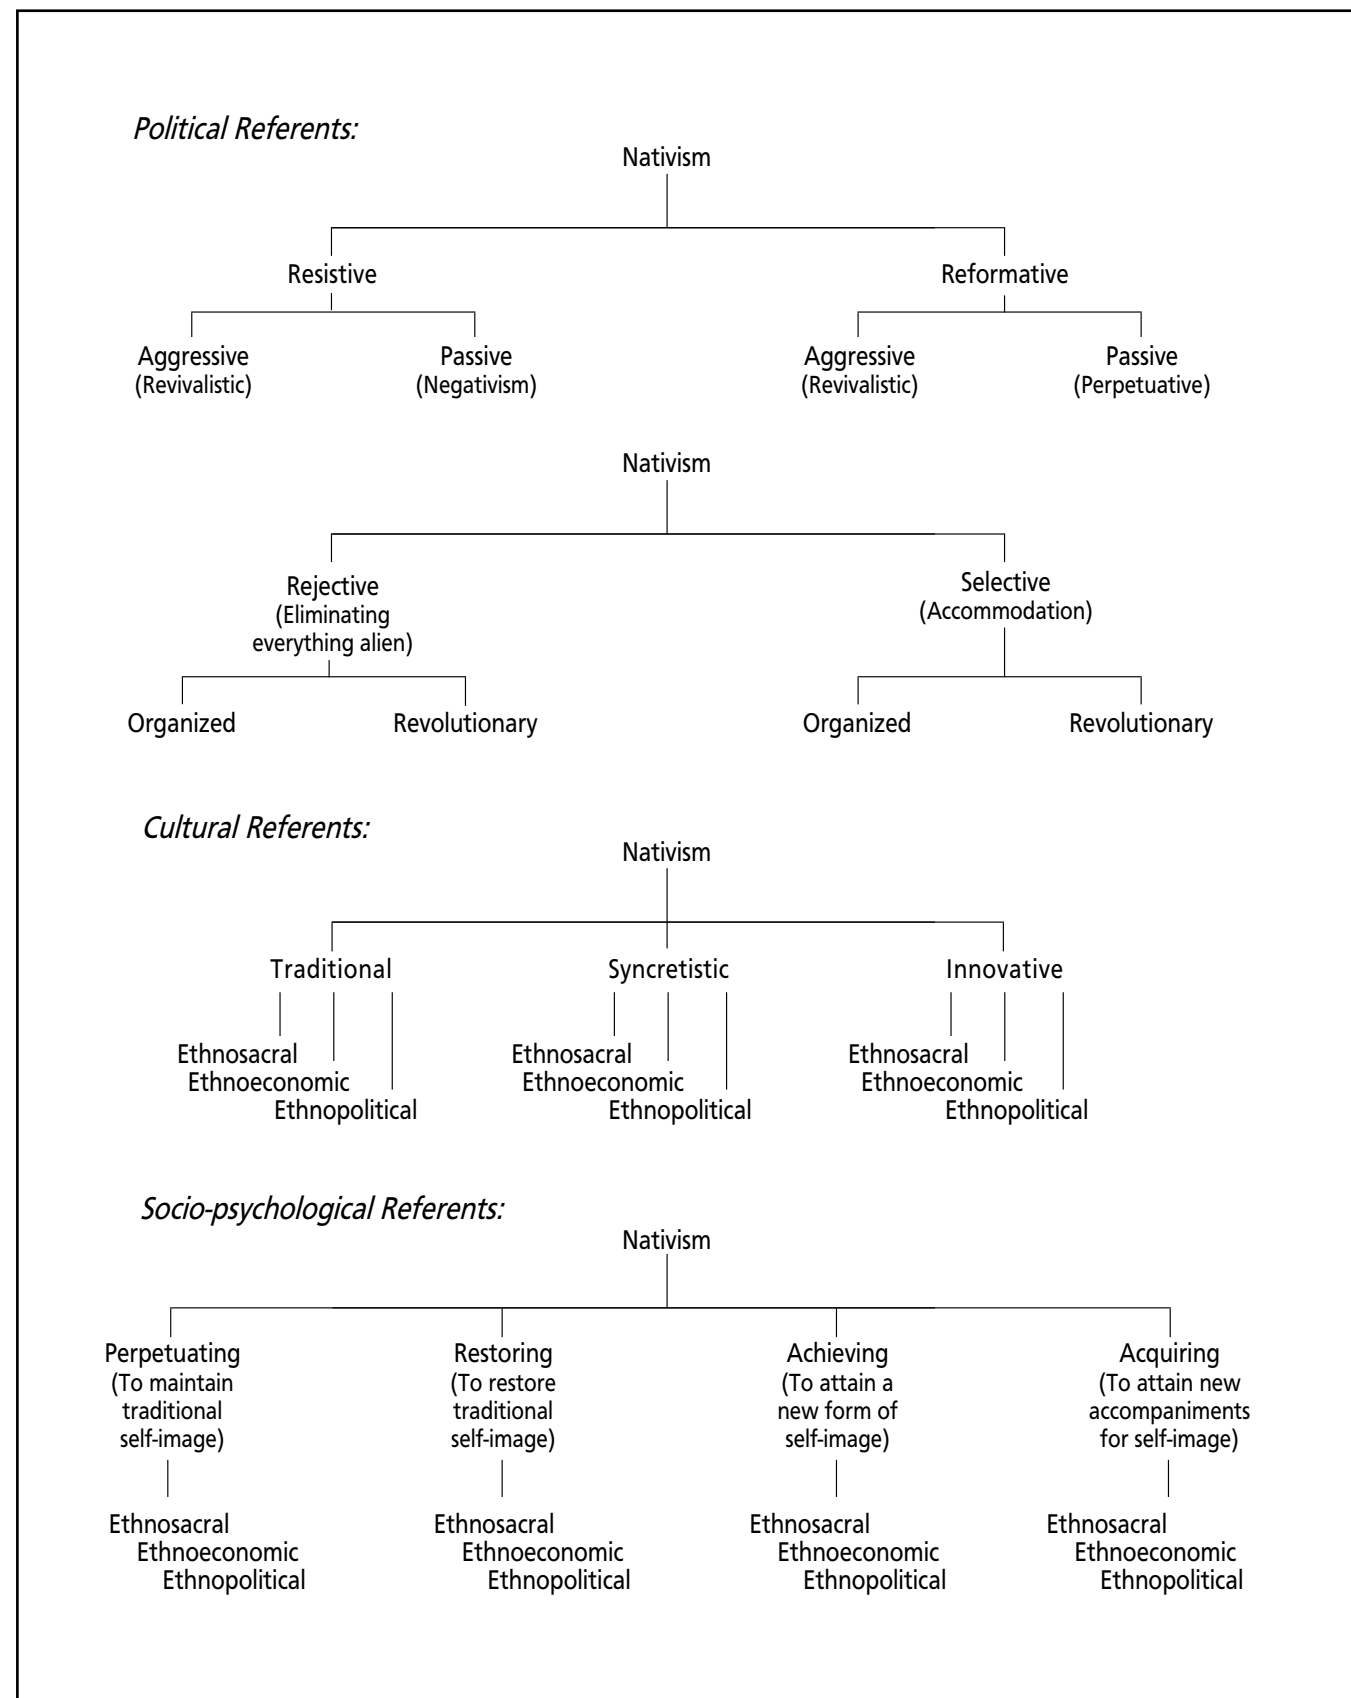 Political Referents:
Nativism
Resistive
Reformative
Aggressive
(Revivalistic)
Passive
(Negativism)
Aggressive
(Revivalistic)
Passive
(Perpetuative)
Nativism
Rejective
(Eliminating
everything alien)
Selective
(Accommodation)
Organized
Revolutionary
Organized
Revolutionary
Cultural Referents:
Nativism
Traditional
Syncretistic
Innovative
Ethnosacral
Ethnoeconomic
Ethnopolitical
Ethnosacral
Ethnoeconomic
Ethnopolitical
Ethnosacral
Ethnoeconomic
Ethnopolitical
Socio-psychological Referents:
Nativism
Perpetuating
(To maintain
traditional
self-image)
Restoring
(To restore
traditional
self-image)
Achieving
(To attain a
new form of
self-image)
Acquiring
(To attain new
accompaniments
for self-image)
Ethnosacral
Ethnoeconomic
Ethnopolitical
Ethnosacral
Ethnoeconomic
Ethnopolitical
Ethnosacral
Ethnoeconomic
Ethnopolitical
Ethnosacral
Ethnoeconomic
Ethnopolitical